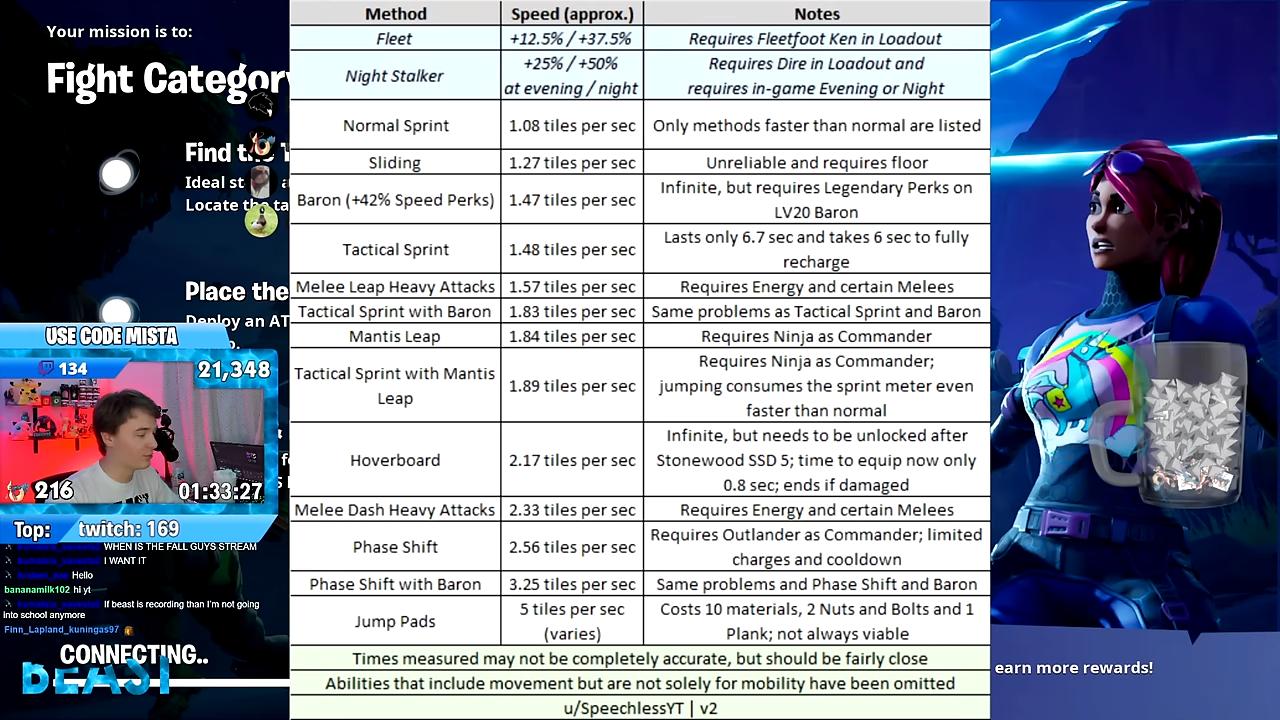 Your mission is to:
Fight Category
Find the
Ideal st
Locate the ta
Place the
Deploy an AT
USE CODE MISTA
134
21,348
216
01:33:27
Top: twitch: 169
WHEN IS THE FALL GUYS STREAM
I WANT IT
Hello
bananamilk102 hi yt
If beast is recording than I'm not going
into school anymore
Finn_Lapland_kuningas97
CONNECTING..
BEAST
Method Speed (approx.) Notes
Fleet +12.5% / +37.5% Requires Fleetfoot Ken in Loadout
Night Stalker +25% / +50% at evening / night Requires Dire in Loadout and requires in-game Evening or Night
Normal Sprint 1.08 tiles per sec Only methods faster than normal are listed
Sliding 1.27 tiles per sec Unreliable and requires floor
Baron (+42% Speed Perks) 1.47 tiles per sec Infinite, but requires Legendary Perks on LV20 Baron
Tactical Sprint 1.48 tiles per sec Lasts only 6.7 sec and takes 6 sec to fully recharge
Melee Leap Heavy Attacks 1.57 tiles per sec Requires Energy and certain Melees
Tactical Sprint with Baron 1.83 tiles per sec Same problems as Tactical Sprint and Baron
Mantis Leap 1.84 tiles per sec Requires Ninja as Commander
Tactical Sprint with Mantis Leap 1.89 tiles per sec Requires Ninja as Commander; jumping consumes the sprint meter even faster than normal
Hoverboard 2.17 tiles per sec Infinite, but needs to be unlocked after Stonewood SSD 5; time to equip now only 0.8 sec; ends if damaged
Melee Dash Heavy Attacks 2.33 tiles per sec Requires Energy and certain Melees
Phase Shift 2.56 tiles per sec Requires Outlander as Commander; limited charges and cooldown
Phase Shift with Baron 3.25 tiles per sec Same problems and Phase Shift and Baron
Jump Pads 5 tiles per sec (varies) Costs 10 materials, 2 Nuts and Bolts and 1 Plank; not always viable
Times measured may not be completely accurate, but should be fairly close
Abilities that include movement but are not solely for mobility have been omitted
u/SpeechlessYT | v2
earn more rewards!